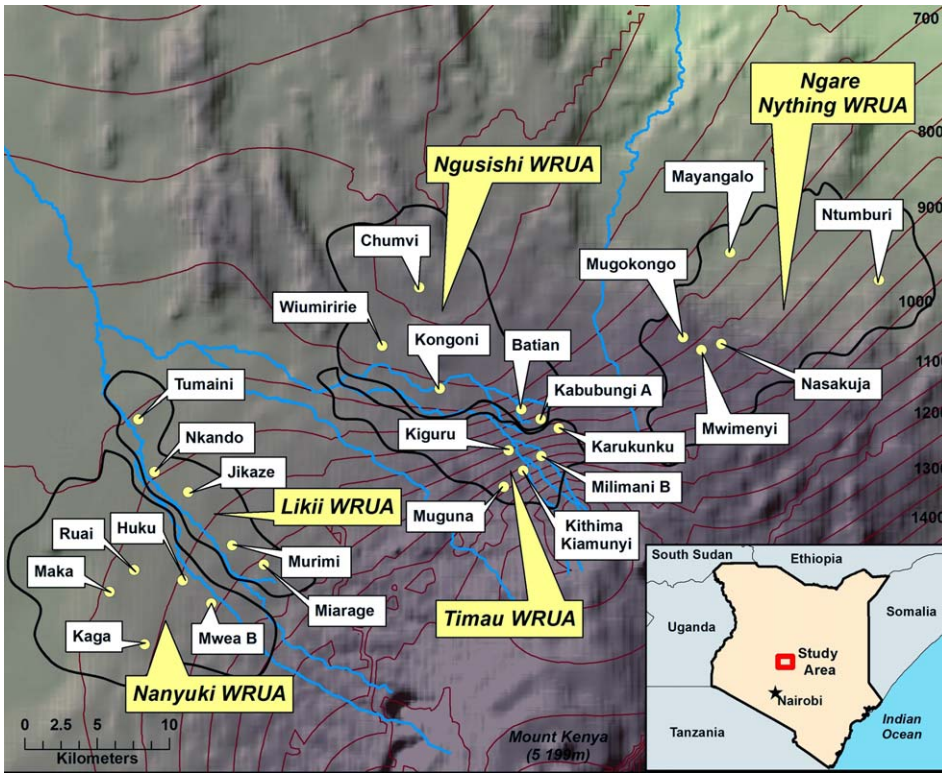 700
Ngare
Nything WRUA
800
Ngusishi WRUA
Mayangalo
900
Ntumburi
Chumvi
Mugokongo
1000
Wiumiririe
Kongoni
Batian
1100
Tumaini
Kabubungi A
Nasakuja
Mwimenyi
1200
Nkando
Kiguru
Karukunku
Jikaze
Milimani B
1300
Likii WRUA
Muguna
Kithima
Kiamunyi
1400
Ruai
Huku
Murimi
Maka
Miarage
Timau WRUA
Kaga
Mwea B
Nanyuki WRUA
0 2.5 5 10
Kilometers
Mount Kenya
(5 199m)
South Sudan
Ethiopia
Uganda
Somalia
Study
Area
Nairobi
Tanzania
Indian
Ocean